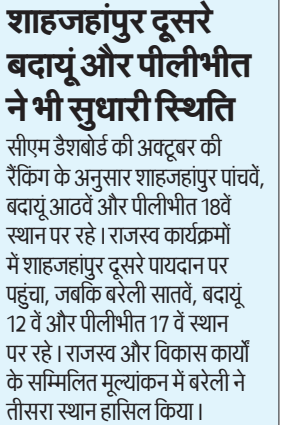 शाहजहांपुर दूसरे
बदायूं और पीलीभीत
ने भी सुधारी स्थिति
सीएम डैशबोर्ड की अक्टूबर की
रैंकिंग के अनुसार शाहजहांपुर पांचवें,
बदायूं आठवें और पीलीभीत 18वें
स्थान पर रहे। राजस्व कार्यक्रमों
में शाहजहांपुर दूसरे पायदान पर
पहुंचा, जबकि बरेली सातवें, बदायूं
12 वें और पीलीभीत 17 वें स्थान
पर रहे। राजस्व और विकास कार्यों
के सम्मिलित मूल्यांकन में बरेली ने
तीसरा स्थान हासिल किया।